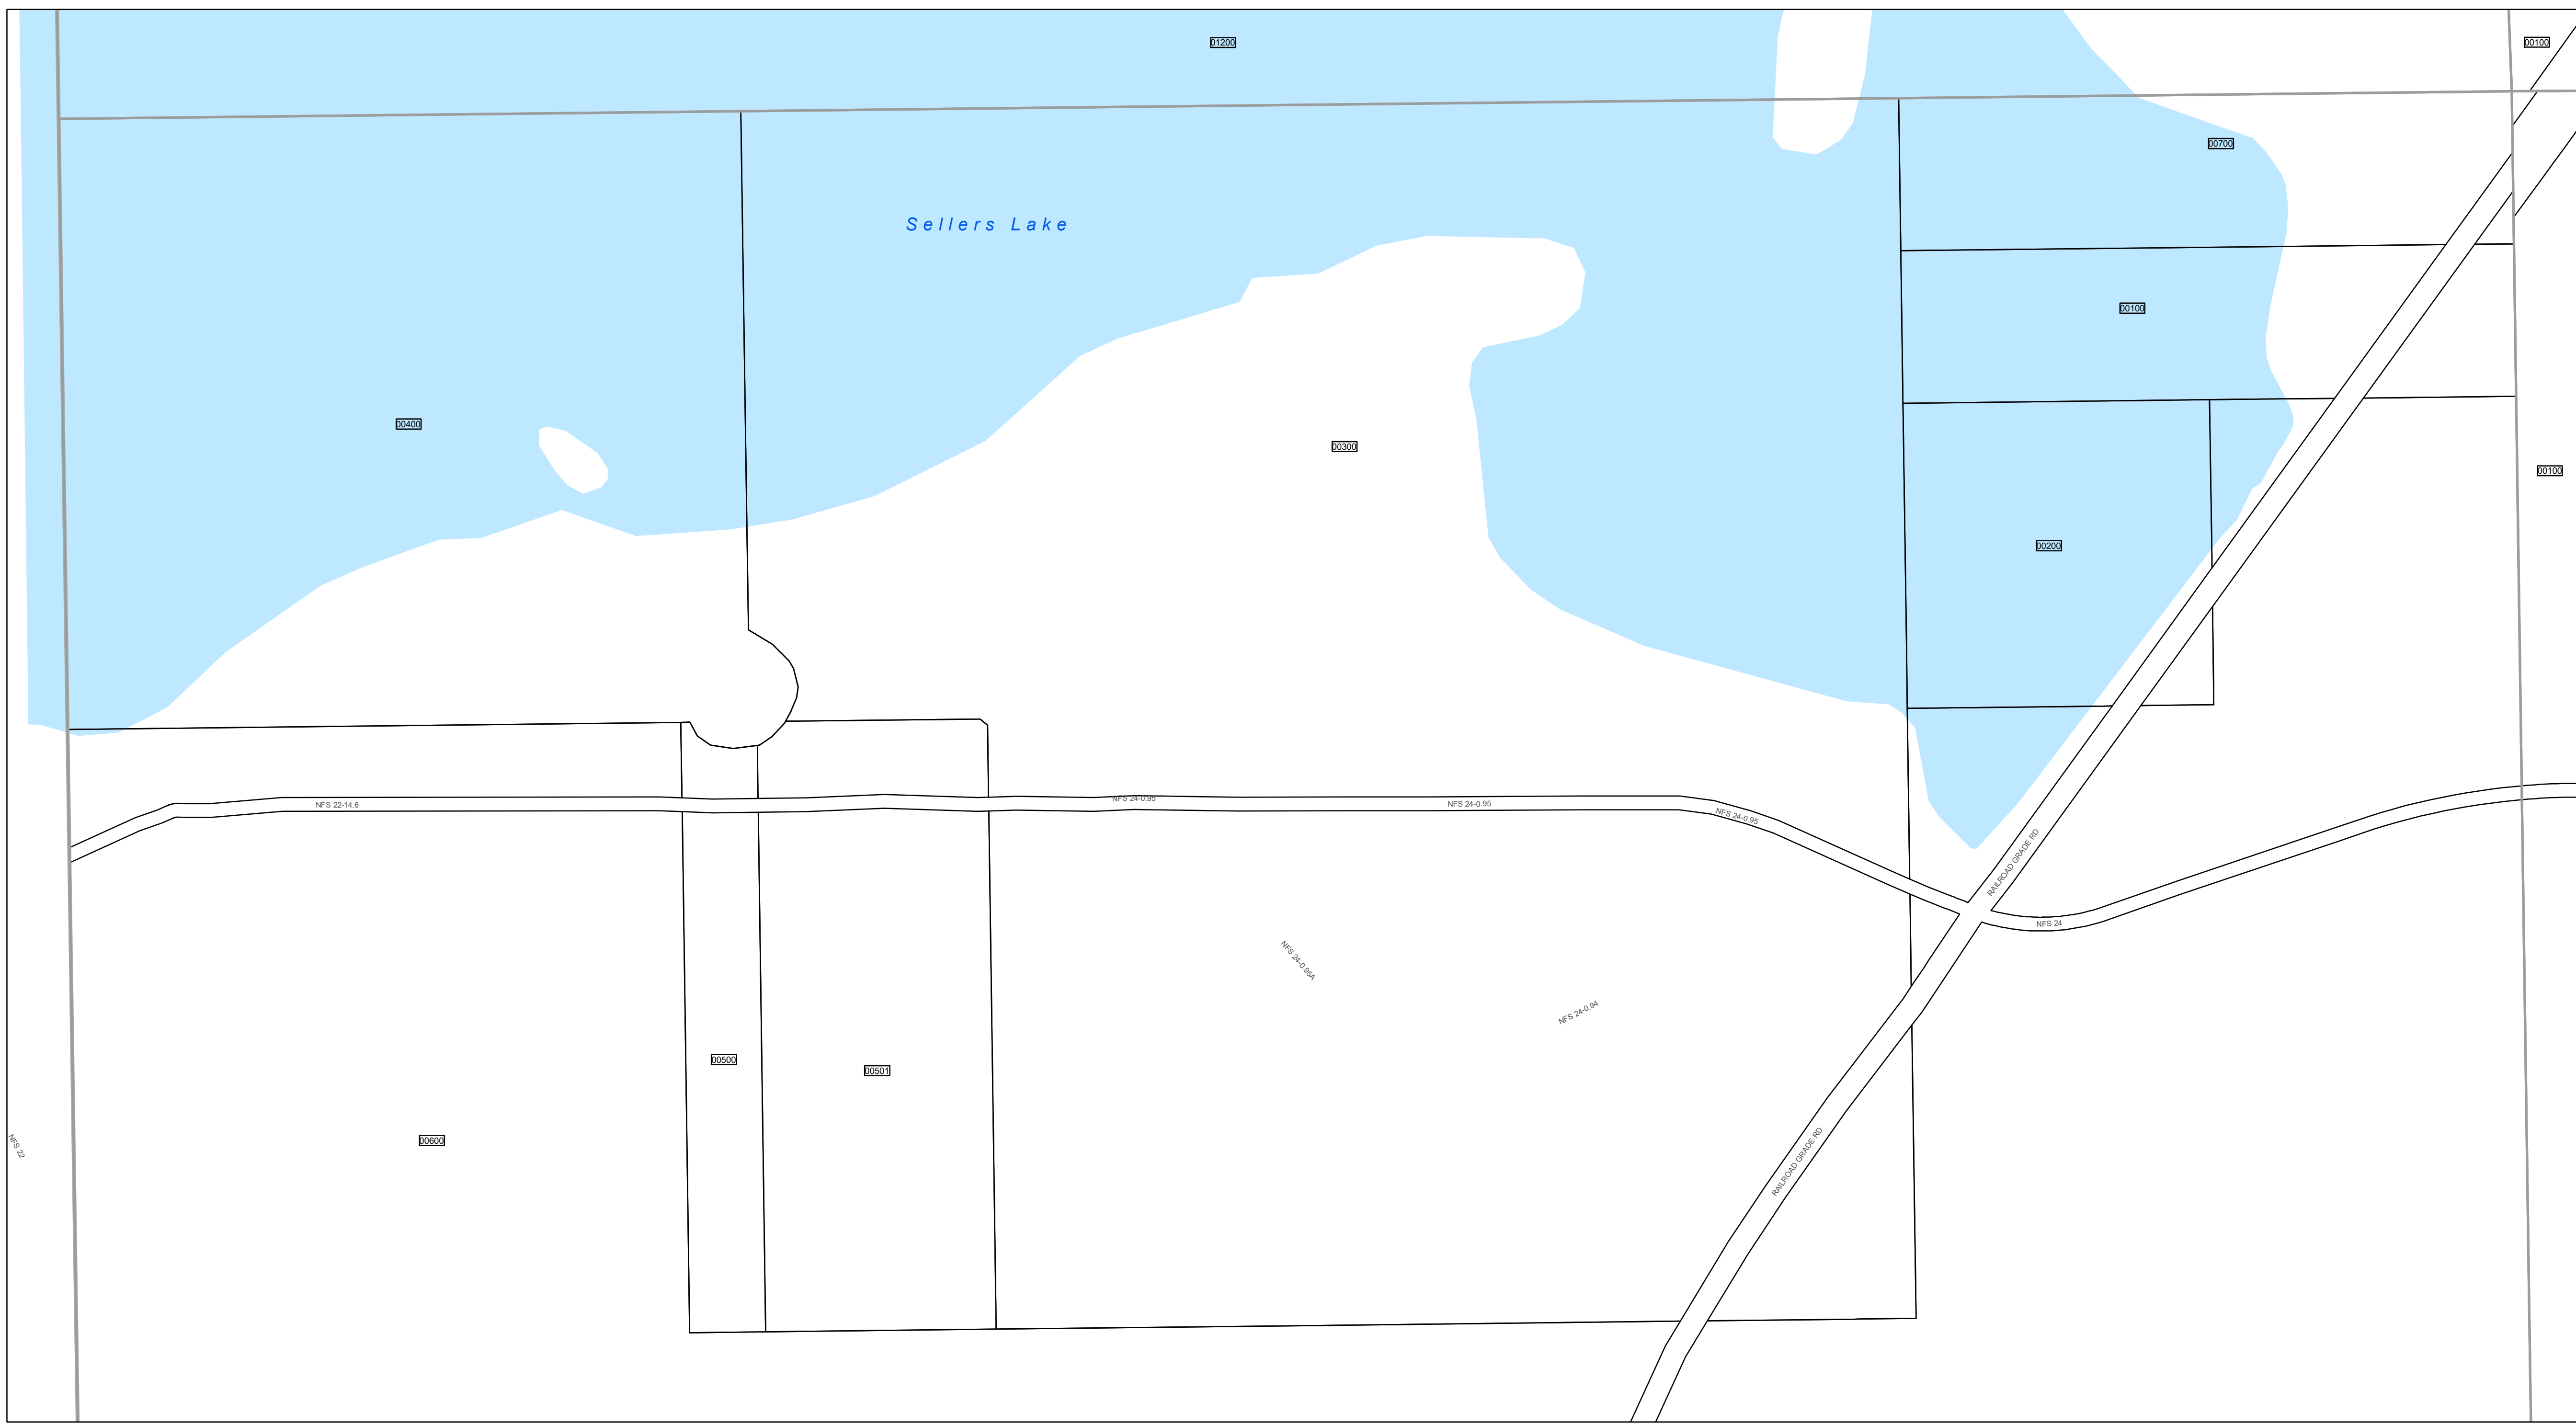 01200
00100
00700
Sellers Lake
00100
00400
00300
00100
00200
NFS 22-14.6
NFS 24-0.95
NFS 24-0.95
NFS 24-0.95
RAILROAD GRADE RD
NFS 24
NFS 24-0.95A
NFS 24-0.94
00500
00501
00600
NFS 22
RAILROAD GRADE RD